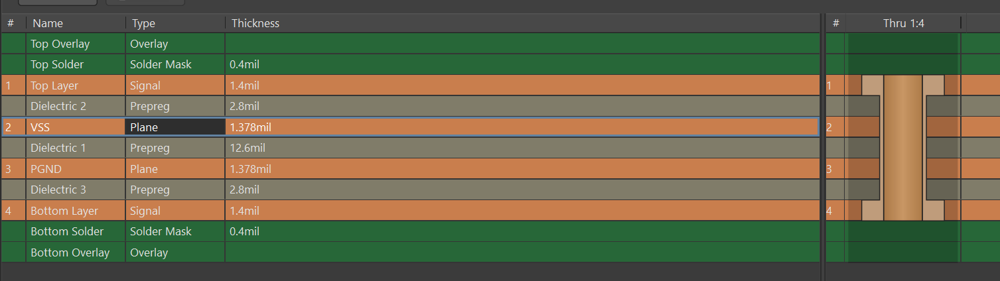 # Name Type Thickness # Thru 1:4
Top Overlay Overlay
Top Solder Solder Mask 0.4mil
1 Top Layer Signal 1.4mil 1
Dielectric 2 Prepreg 2.8mil
2 VSS Plane 1.378mil 2
Dielectric 1 Prepreg 12.6mil
3 PGND Plane 1.378mil 3
Dielectric 3 Prepreg 2.8mil
4 Bottom Layer Signal 1.4mil 4
Bottom Solder Solder Mask 0.4mil
Bottom Overlay Overlay